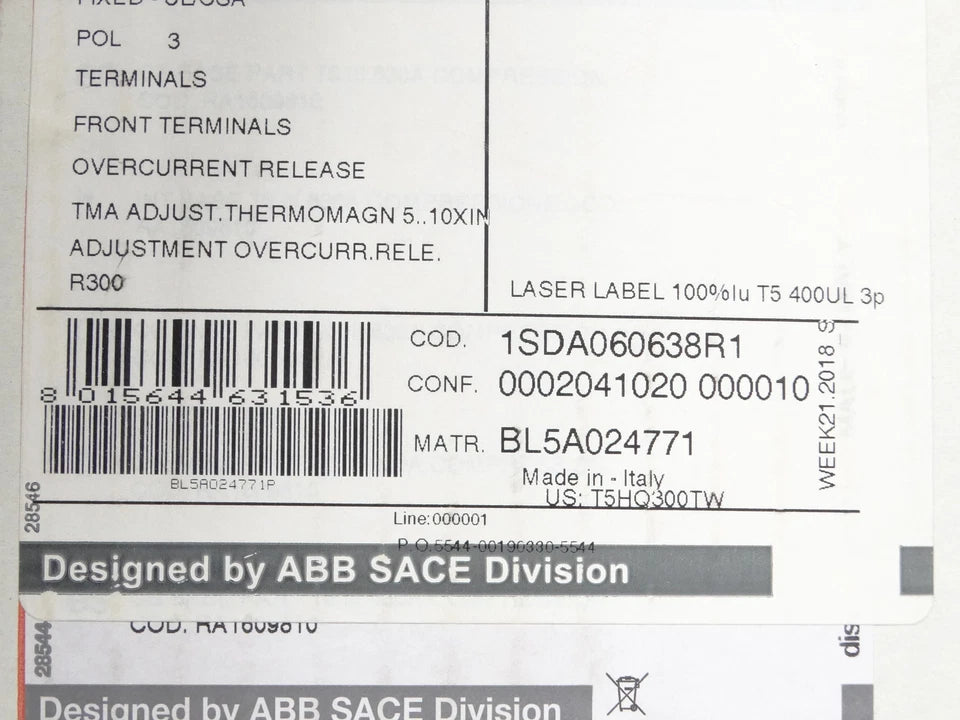 POL 3
TERMINALS
FRONT TERMINALS
OVERCURRENT RELEASE
TMA ADJUST.THERMOMAGN 5..10XIN
ADJUSTMENT OVERCURR.RELE.
R300
LASER LABEL 100%Iu T5 400UL 3p
COD. 1SDA060638R1
CONF. 0002041020 000010
8 015644 631536
MATR. BL5A024771
BL5A024771P
Made in - Italy
US: T5HQ300TW
WEEK21.2018_S
28546
Line:000001
P.O.5544-00190330-5544
Designed by ABB SACE Division
COD. RA1609810
28544
dis
Designed by ABB SACE Division